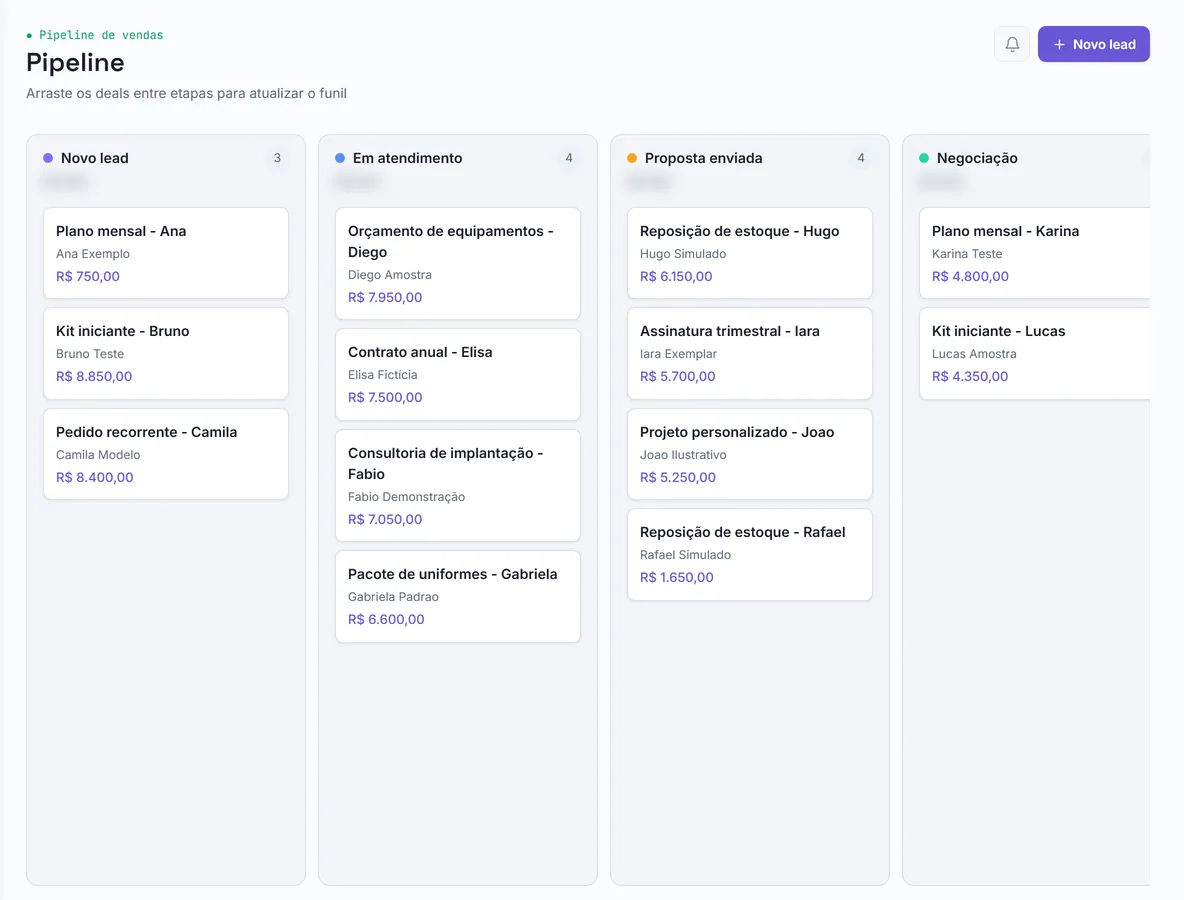 Pipeline de vendas
Pipeline
Arraste os deals entre etapas para atualizar o funil
+ Novo lead
Novo lead 3
Plano mensal - Ana
Ana Exemplo
R$ 750,00
Kit iniciante - Bruno
Bruno Teste
R$ 8.850,00
Pedido recorrente - Camila
Camila Modelo
R$ 8.400,00
Em atendimento 4
Orçamento de equipamentos -
Diego
Diego Amostra
R$ 7.950,00
Contrato anual - Elisa
Elisa Fictícia
R$ 7.500,00
Consultoria de implantação -
Fabio
Fabio Demonstração
R$ 7.050,00
Pacote de uniformes - Gabriela
Gabriela Padrao
R$ 6.600,00
Proposta enviada 4
Reposição de estoque - Hugo
Hugo Simulado
R$ 6.150,00
Assinatura trimestral - Iara
Iara Exemplar
R$ 5.700,00
Projeto personalizado - Joao
Joao Ilustrativo
R$ 5.250,00
Reposição de estoque - Rafael
Rafael Simulado
R$ 1.650,00
Negociação
Plano mensal - Karina
Karina Teste
R$ 4.800,00
Kit iniciante - Lucas
Lucas Amostra
R$ 4.350,00